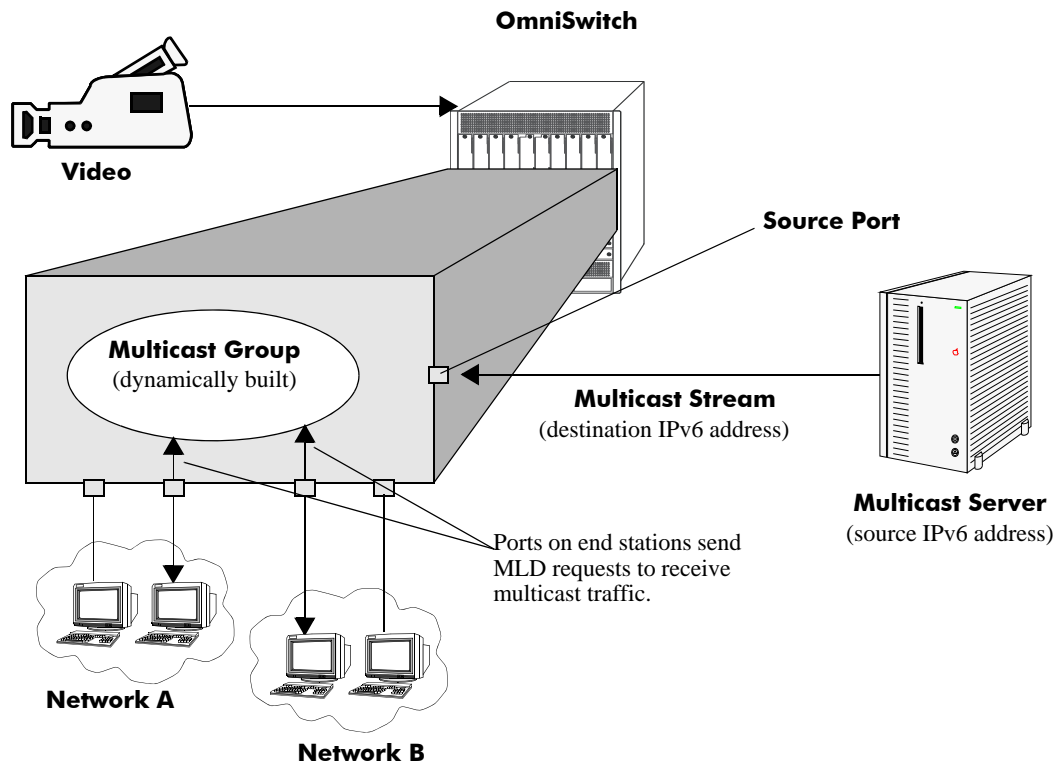 OmniSwitch
Video
Source Port
Multicast Group
(dynamically built)
Multicast Stream
(destination IPv6 address)
Multicast Server
(source IPv6 address)
Ports on end stations send
MLD requests to receive
multicast traffic.
Network A
Network B